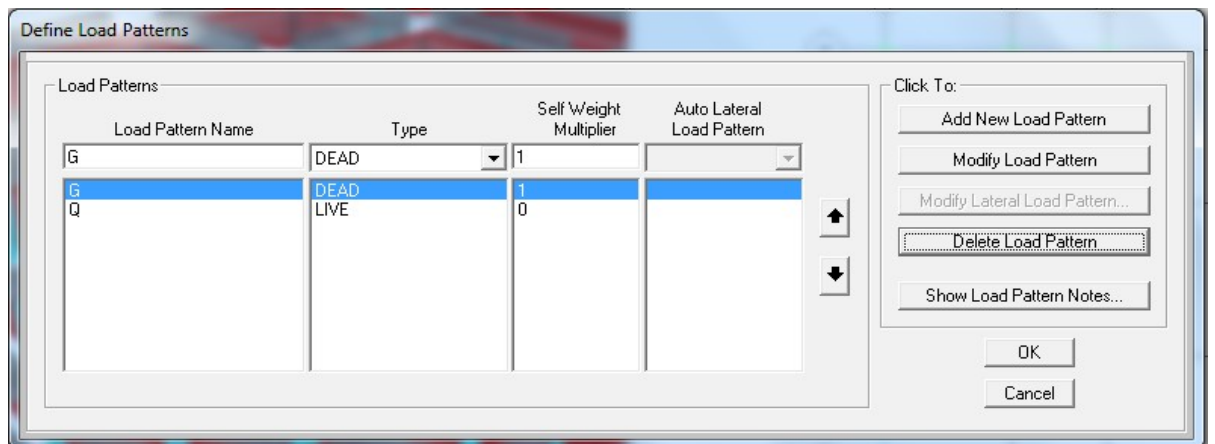 Define Load Patterns
Load Patterns
Load Pattern Name
Type
Self Weight
Multiplier
Auto Lateral
Load Pattern
G DEAD 1
G DEAD 1
Q LIVE 0
Click To:
Add New Load Pattern
Modify Load Pattern
Modify Lateral Load Pattern...
Delete Load Pattern
Show Load Pattern Notes...
OK
Cancel